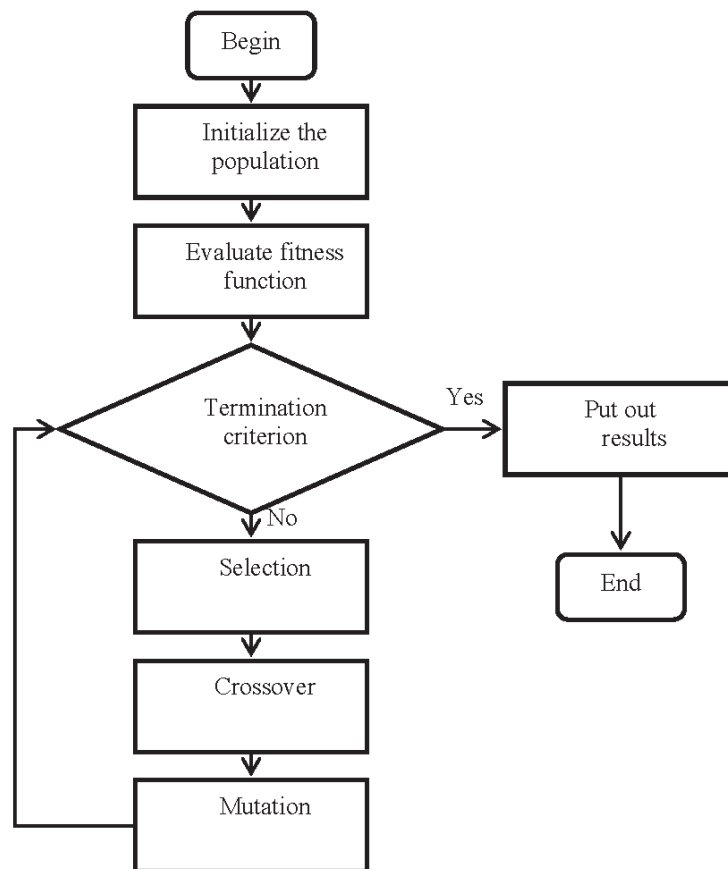 Begin
Initialize the
population
Evaluate fitness
function
Termination
criterion
Yes
Put out
results
No
Selection
End
Crossover
Mutation